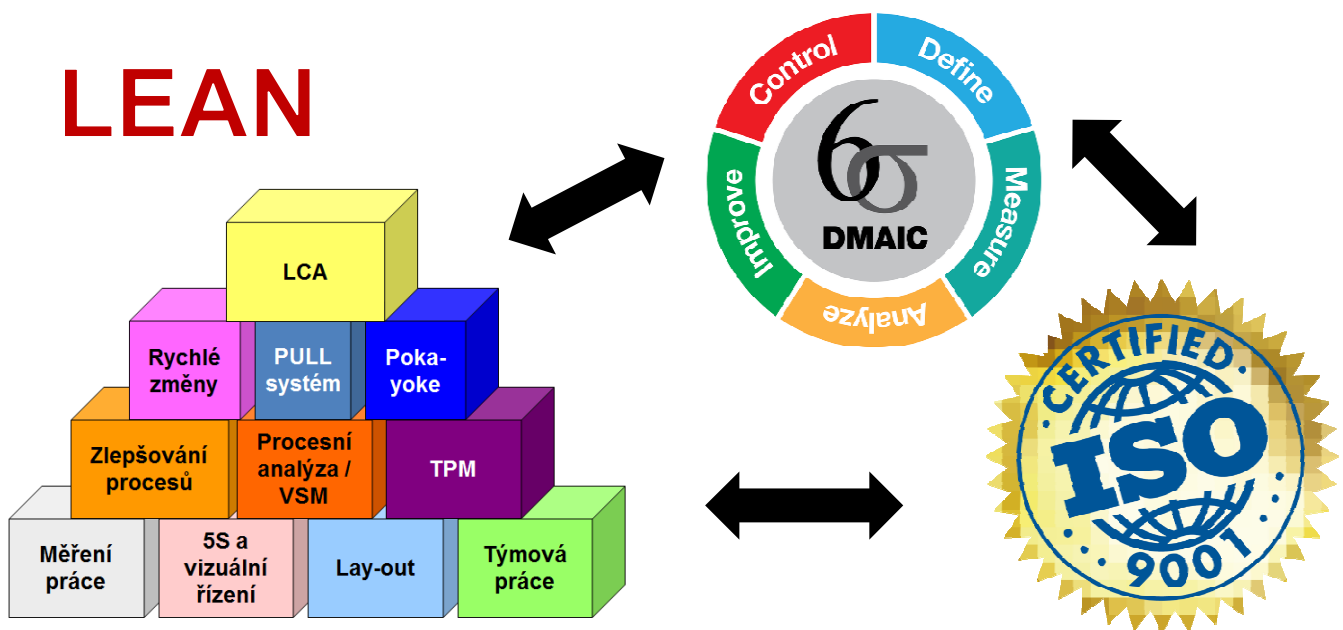 LEAN
LCA
Rychlé
změny
PULL
systém
Poka-
yoke
Zlepšování
procesů
Procesní
analýza /
VSM
TPM
Měření
práce
5S a
vizuální
řízení
Lay-out
Týmová
práce
Control
Define
Measure
Analyze
Improve
6σ
DMAIC
CERTIFIED
ISO
9001